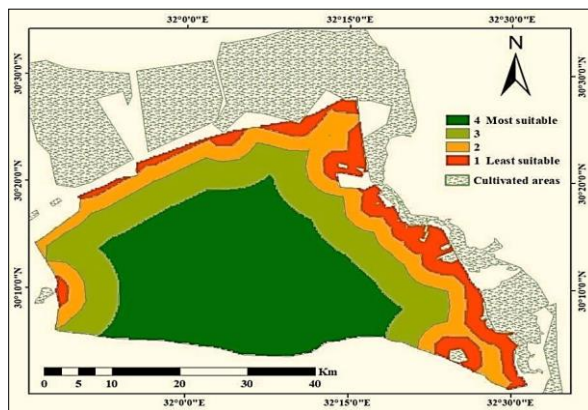 32°0'0"E 32°15'0"E 32°30'0"E
N
30°30'0"N 30°30'0"N
4 Most suitable
3
2
1 Least suitable
Cultivated areas
30°20'0"N 30°20'0"N
30°10'0"N 30°10'0"N
Km
0 5 10 20 30 40
32°0'0"E 32°15'0"E 32°30'0"E